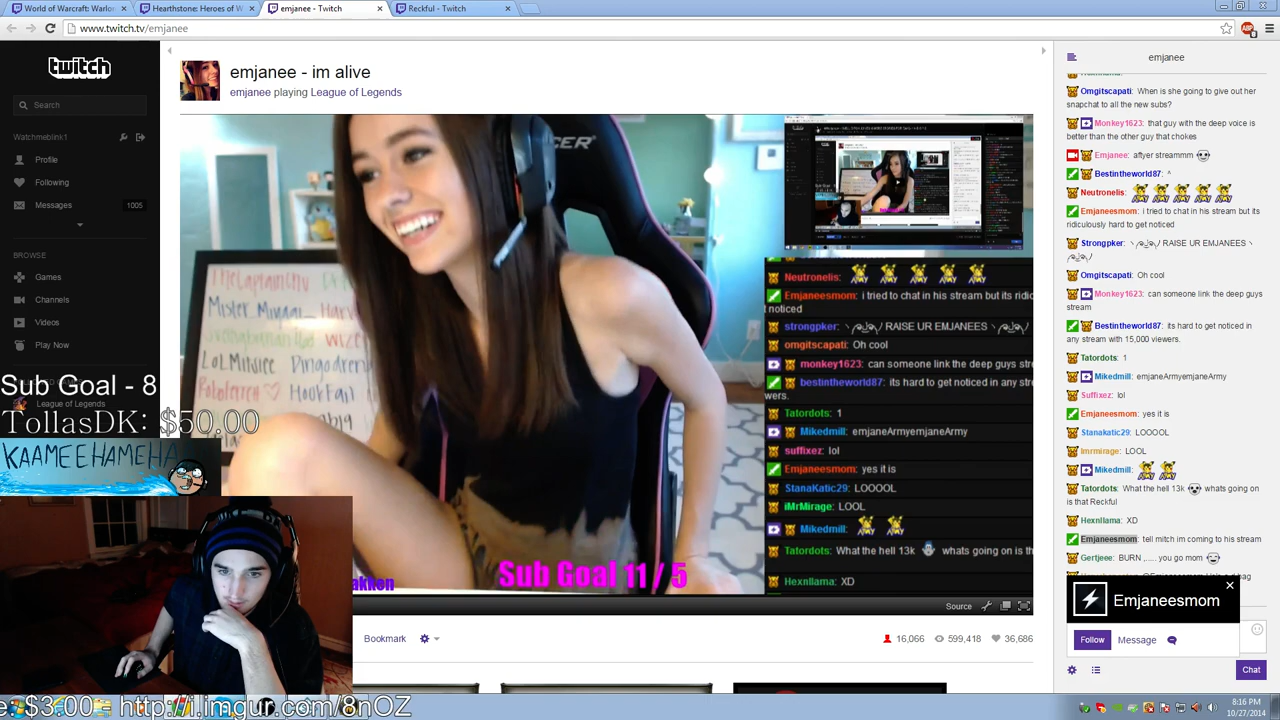 World of Warcraft: Warlor
Hearthstone: Heroes of W
emjanee - Twitch
Reckful - Twitch
www.twitch.tv/emjanee
twitch
Search
Watchmeblink1
Profile
Following
Messages 1005
BROWSE
Games
Channels
Videos
Play Now
League of Legends
Sub Goal - 8
TollasDK: $50.00
KAAMEEHAMEHA
emjanee - im alive
emjanee playing League of Legends
Neutronelis:
Emjaneesmom: i tried to chat in his stream but its ridic
t noticed
strongpker: RAISE UR EMJANEES
omgitscapati: Oh cool
monkey1623: can someone link the deep guys stre
bestintheworld87: its hard to get noticed in any stre
wers.
Tatordots: 1
Mikedmill: emjaneArmyemjaneArmy
suffixez: lol
Emjaneesmom: yes it is
StanaKatic29: LOOOOL
iMrMirage: LOOL
Mikedmill:
Tatordots: What the hell 13k whats going on is th
Hexnllama: XD
Sub Goal 11 / 5
Source
Bookmark
16,066
599,418
36,686
emjanee
Omgitscapati: When is she going to give out her
snapchat to all the new subs?
Monkey1623: that guy with the deep voice is
better than the other guy that chokes
Emjanee: aftyer supermmm
Bestintheworld87: ^
Neutronelis:
Emjaneesmom: i tried to chat in his stream but its
ridiculously hard to get noticed
Strongpker: RAISE UR EMJANEES
Omgitscapati: Oh cool
Monkey1623: can someone link the deep guys
stream
Bestintheworld87: its hard to get noticed in
any stream with 15,000 viewers.
Tatordots: 1
Mikedmill: emjaneArmyemjaneArmy
Suffixez: lol
Emjaneesmom: yes it is
Stanakatic29: LOOOOL
Imrmirage: LOOL
Mikedmill:
Tatordots: What the hell 13k whats going on
is that Reckful
Hexnllama: XD
Emjaneesmom: tell mitch im coming to his stream
Gertjeee: BURN ,..... you go mom
Emjaneesmom
Follow
Message
Chat
$3.00 - http://i.imgur.com/8nOZ
8:16 PM
10/27/2014